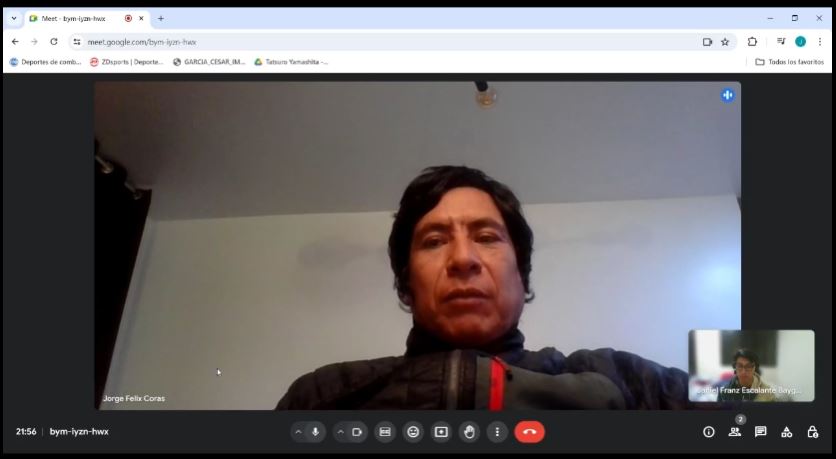 Meet - bym-iyzn-hwx
meet.google.com/bym-iyzn-hwx
Deportes de comb...
ZDsports | Deporte...
GARCIA_CESAR_IM...
Tatsuro Yamashita -...
Todos los favoritos
Jorge Felix Coras
Daniel Franz Escalante Bayg...
21:56 | bym-iyzn-hwx
2